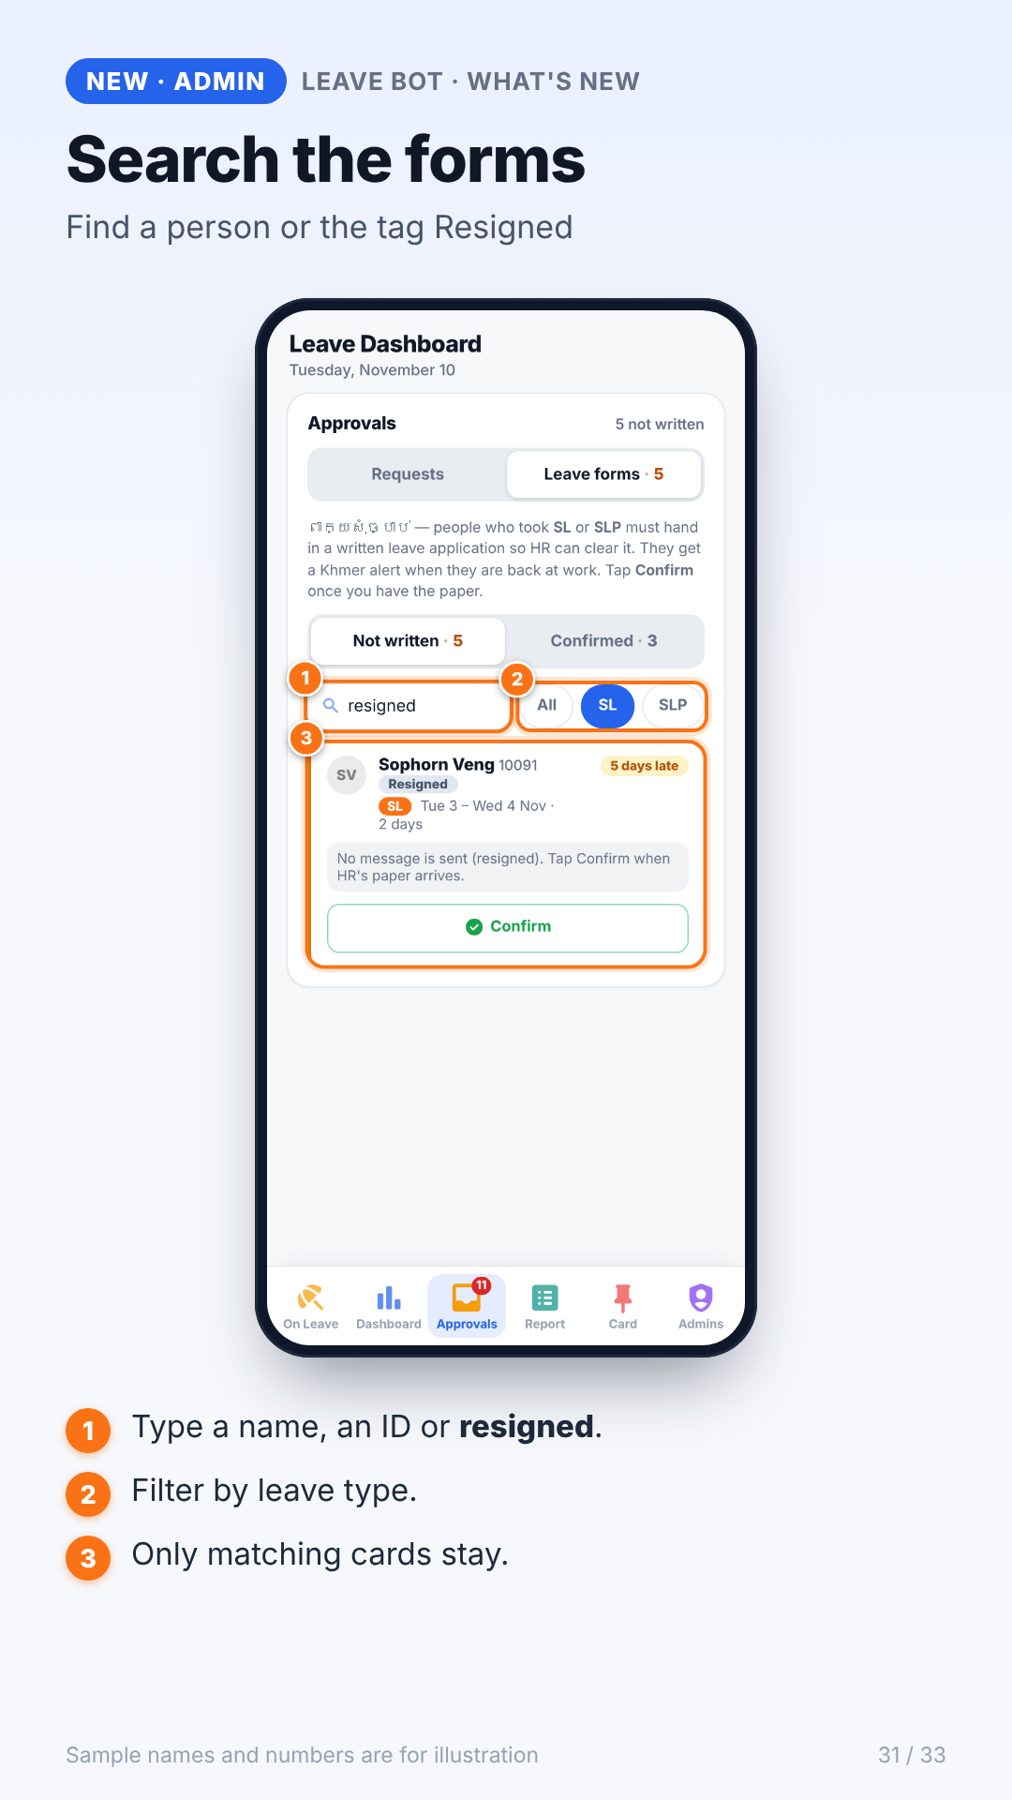 NEW · ADMIN LEAVE BOT · WHAT'S NEW
Search the forms
Find a person or the tag Resigned
Leave Dashboard
Tuesday, November 10
Approvals 5 not written
Requests Leave forms · 5
ពាក្យសុំច្បាប់ — people who took SL or SLP must hand
in a written leave application so HR can clear it. They get
a Khmer alert when they are back at work. Tap Confirm
once you have the paper.
Not written · 5 Confirmed · 3
1 2
resigned All SL SLP
3
SV Sophorn Veng 10091 5 days late
Resigned
SL Tue 3 – Wed 4 Nov ·
2 days
No message is sent (resigned). Tap Confirm when
HR's paper arrives.
Confirm
11
On Leave Dashboard Approvals Report Card Admins
1 Type a name, an ID or resigned.
2 Filter by leave type.
3 Only matching cards stay.
Sample names and numbers are for illustration 31 / 33